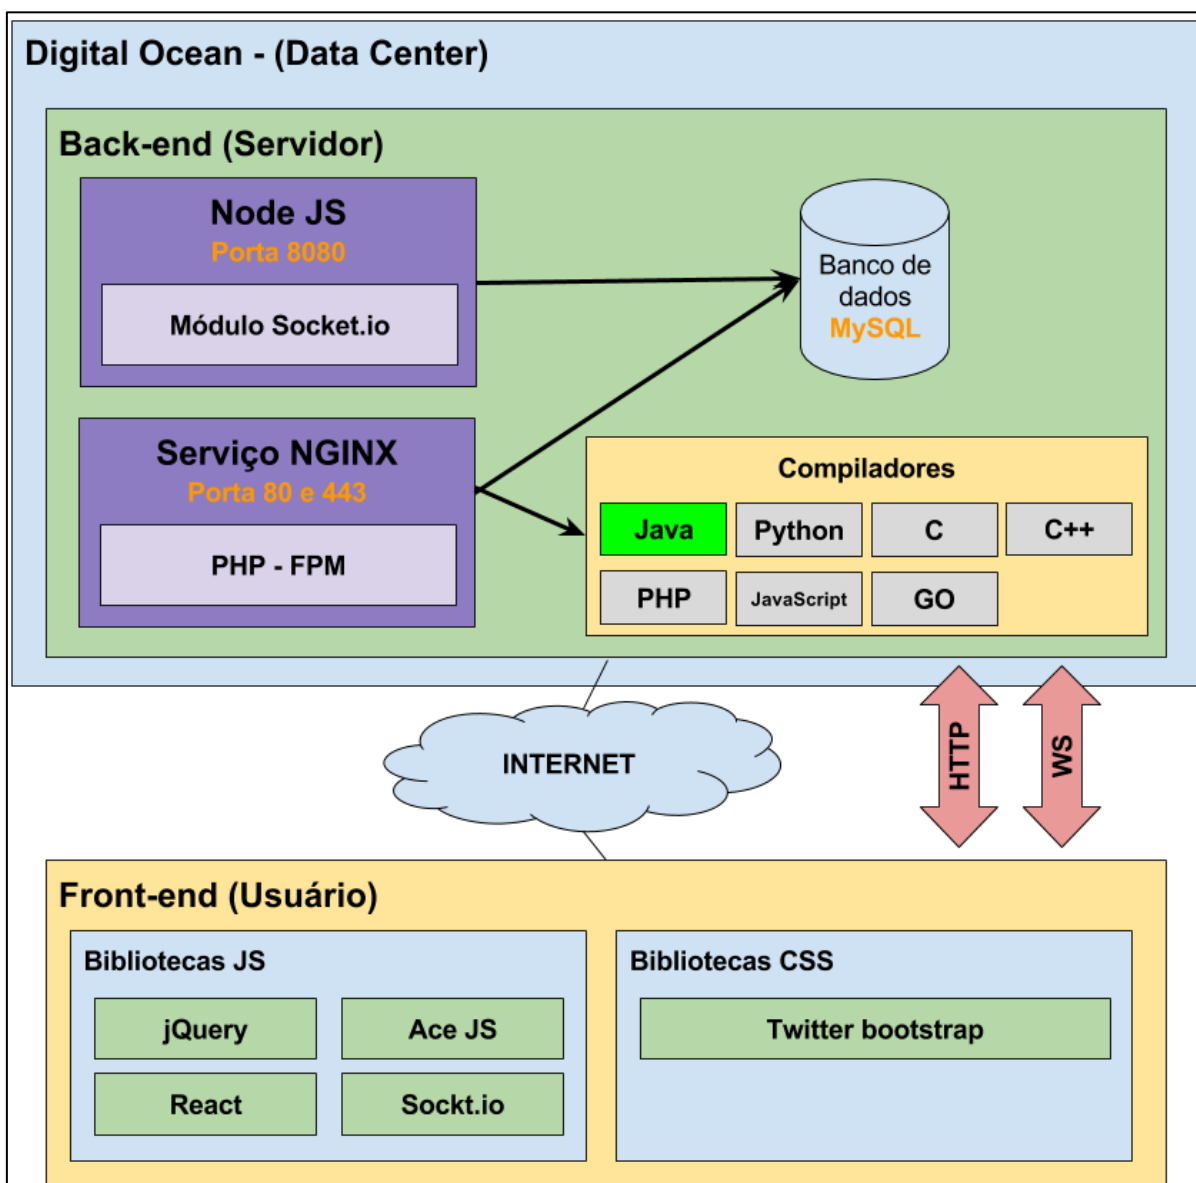 Digital Ocean - (Data Center)
Back-end (Servidor)
Node JS
Porta 8080
Módulo Socket.io
Banco de
dados
MySQL
Serviço NGINX
Porta 80 e 443
PHP - FPM
Compiladores
Java
Python
C
C++
PHP
JavaScript
GO
INTERNET
HTTP
WS
Front-end (Usuário)
Bibliotecas JS
jQuery
Ace JS
React
Sockt.io
Bibliotecas CSS
Twitter bootstrap